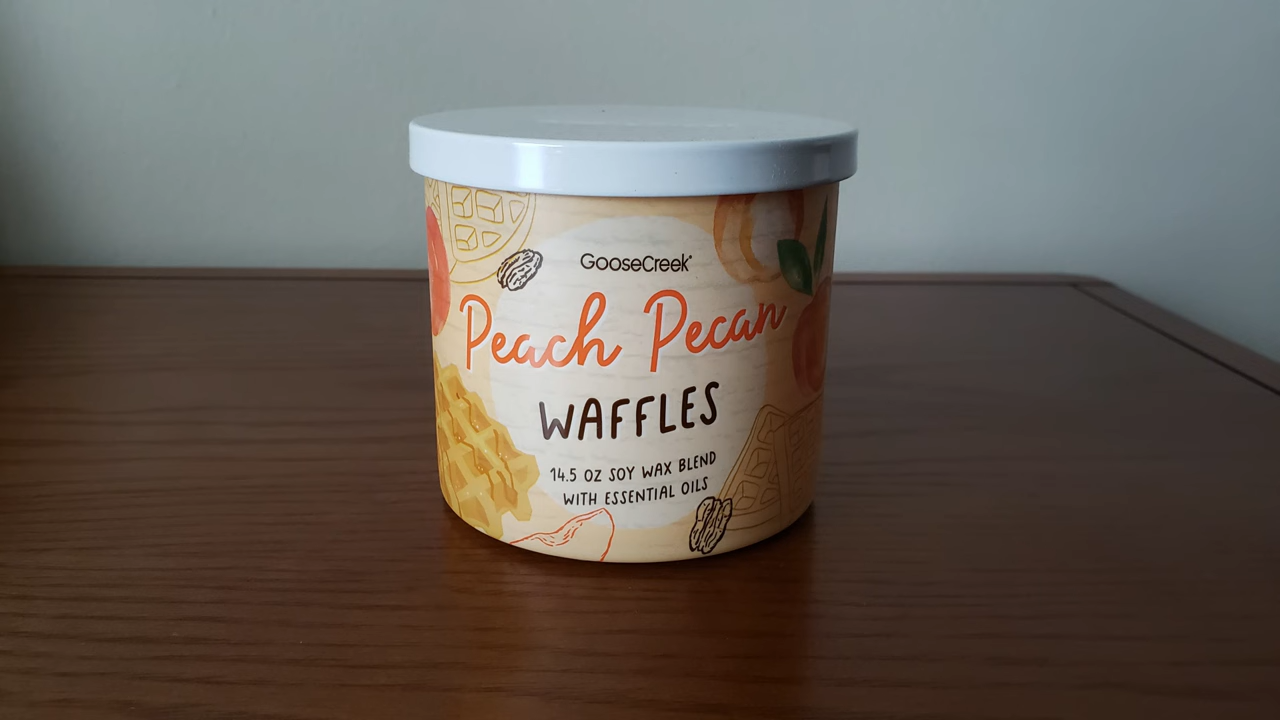 GooseCreek®
Peach Pecan
WAFFLES
14.5 OZ SOY WAX BLEND
WITH ESSENTIAL OILS